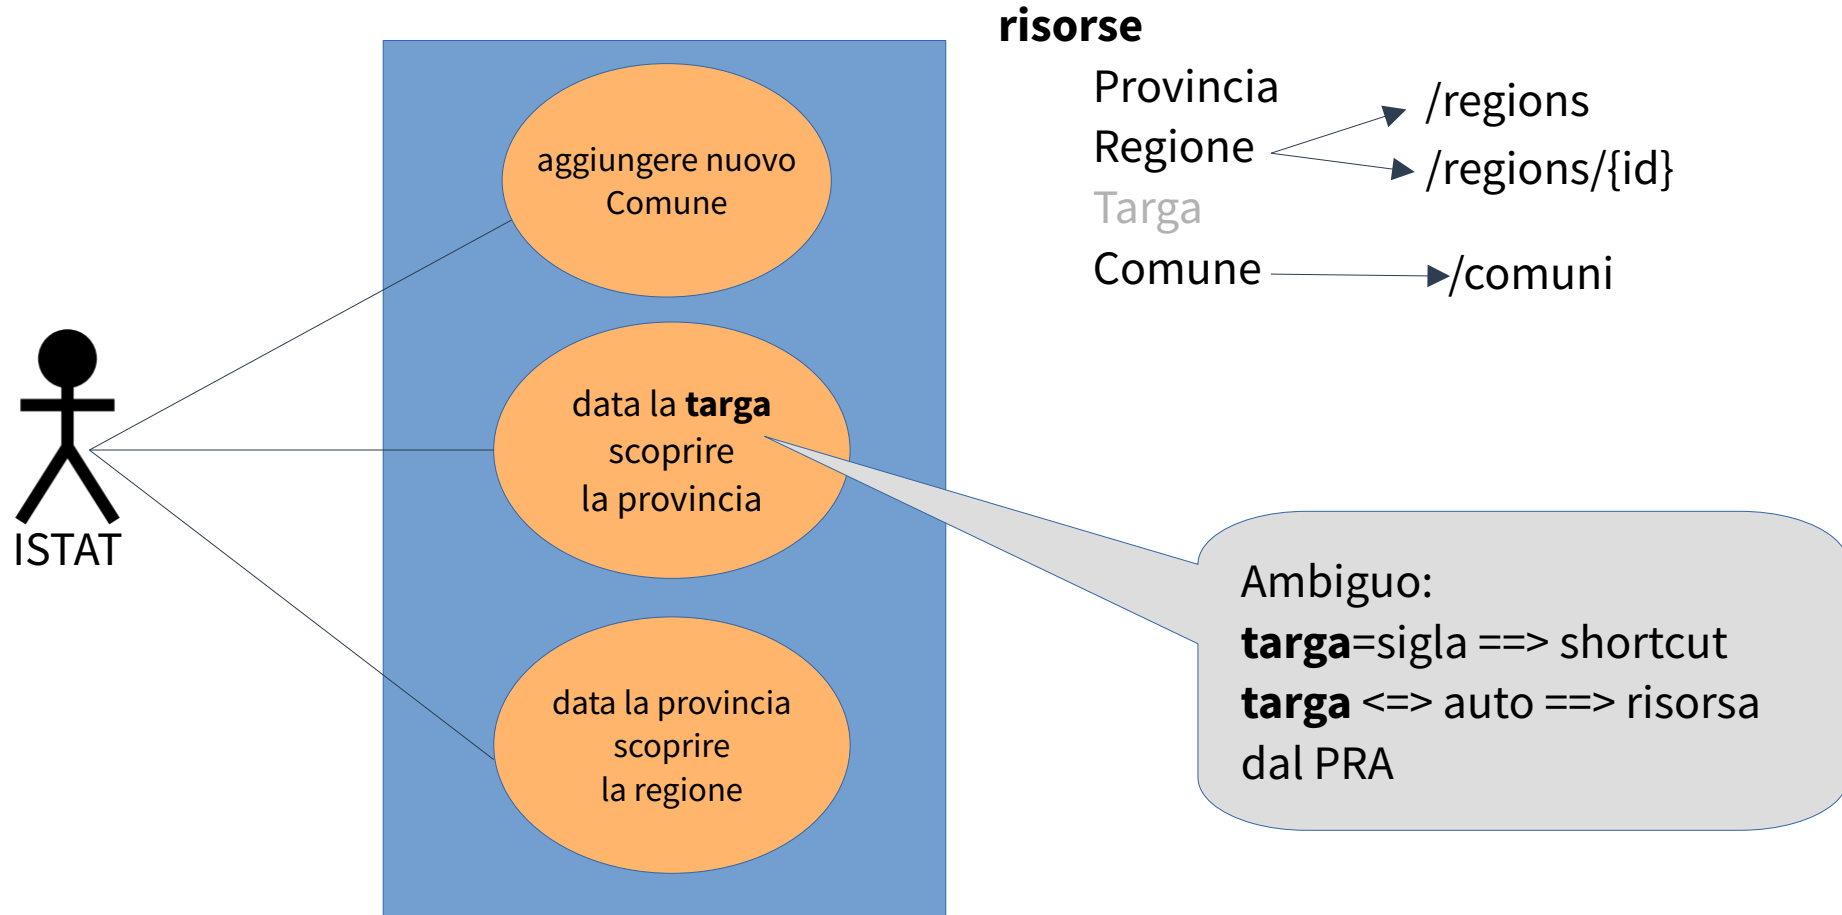 risorse
Provincia
Regione
Targa
Comune
/regions
/regions/{id}
/comuni
aggiungere nuovo
Comune
data la targa
scoprire
la provincia
data la provincia
scoprire
la regione
ISTAT
Ambiguo:
targa=sigla ==> shortcut
targa <=> auto ==> risorsa
dal PRA